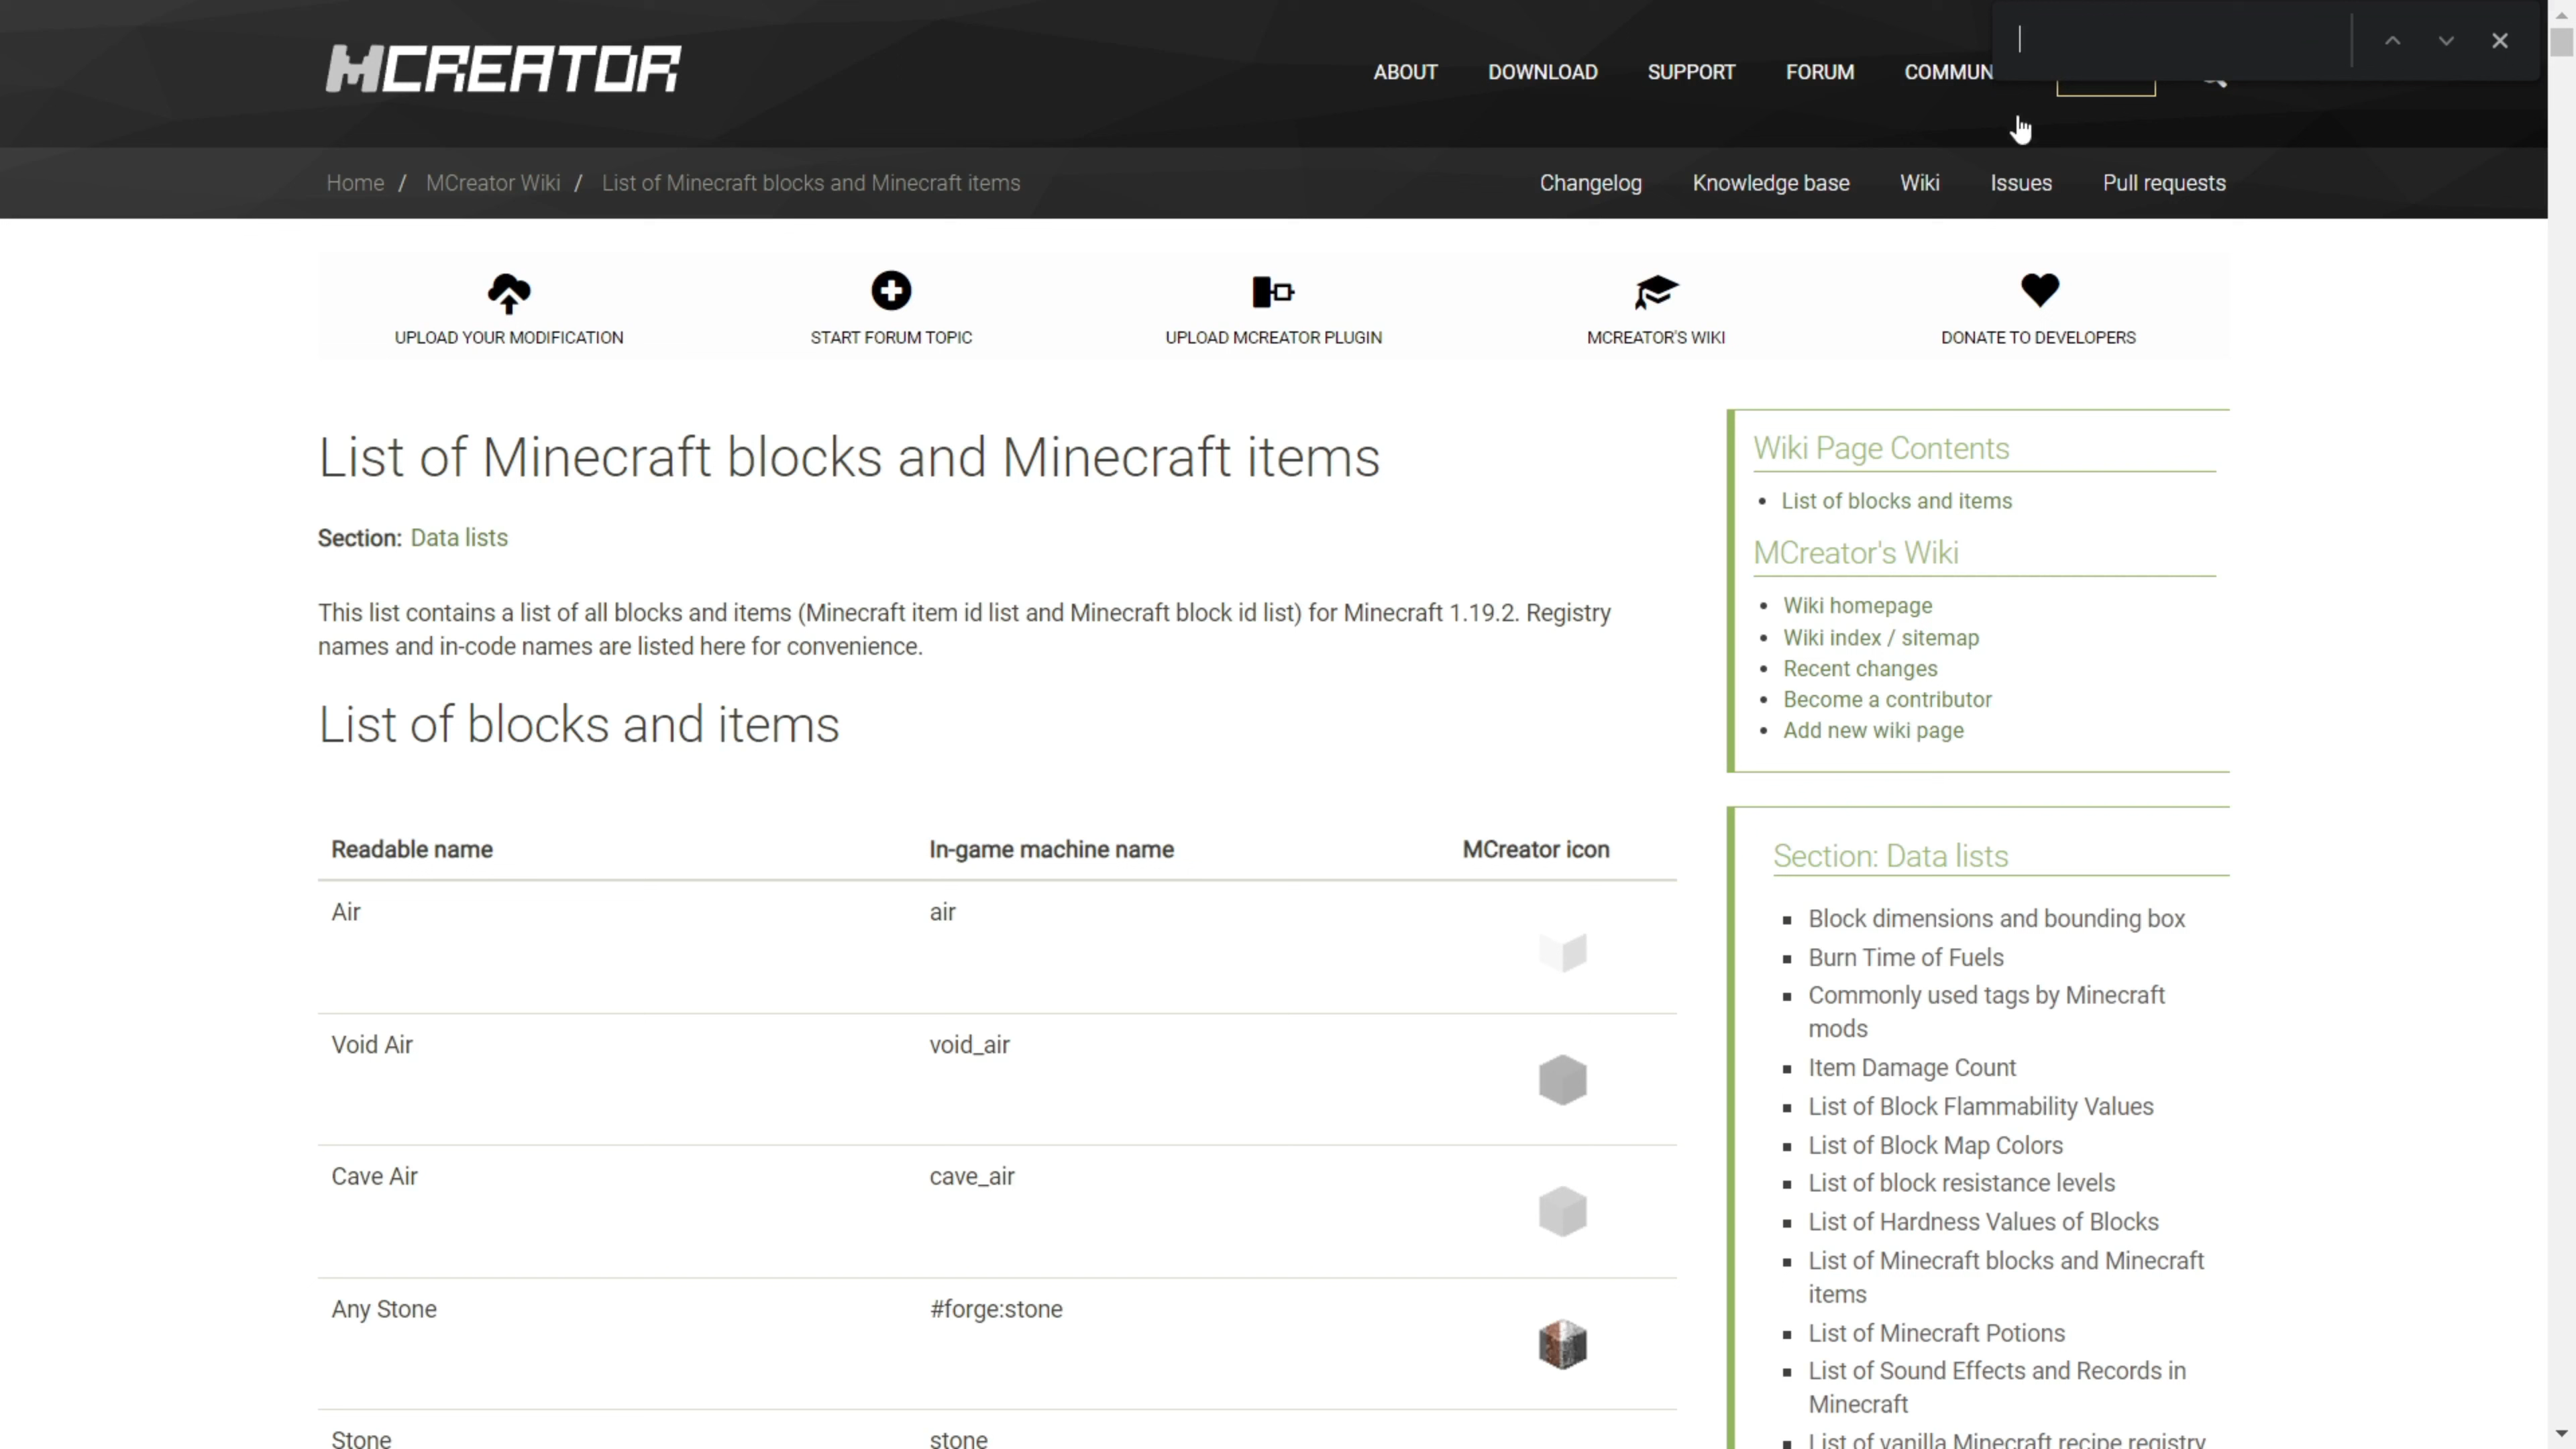 MCREATOR
ABOUT DOWNLOAD SUPPORT FORUM COMMUN
Home / MCreator Wiki / List of Minecraft blocks and Minecraft items
Changelog Knowledge base Wiki Issues Pull requests
UPLOAD YOUR MODIFICATION START FORUM TOPIC UPLOAD MCREATOR PLUGIN MCREATOR'S WIKI DONATE TO DEVELOPERS
List of Minecraft blocks and Minecraft items
Section: Data lists
This list contains a list of all blocks and items (Minecraft item id list and Minecraft block id list) for Minecraft 1.19.2. Registry
names and in-code names are listed here for convenience.
List of blocks and items
Readable name In-game machine name MCreator icon
Air air
Void Air void_air
Cave Air cave_air
Any Stone #forge:stone
Stone stone
Wiki Page Contents
List of blocks and items
MCreator's Wiki
Wiki homepage
Wiki index / sitemap
Recent changes
Become a contributor
Add new wiki page
Section: Data lists
Block dimensions and bounding box
Burn Time of Fuels
Commonly used tags by Minecraft
mods
Item Damage Count
List of Block Flammability Values
List of Block Map Colors
List of block resistance levels
List of Hardness Values of Blocks
List of Minecraft blocks and Minecraft
items
List of Minecraft Potions
List of Sound Effects and Records in
Minecraft
List of vanilla Minecraft recipe registry